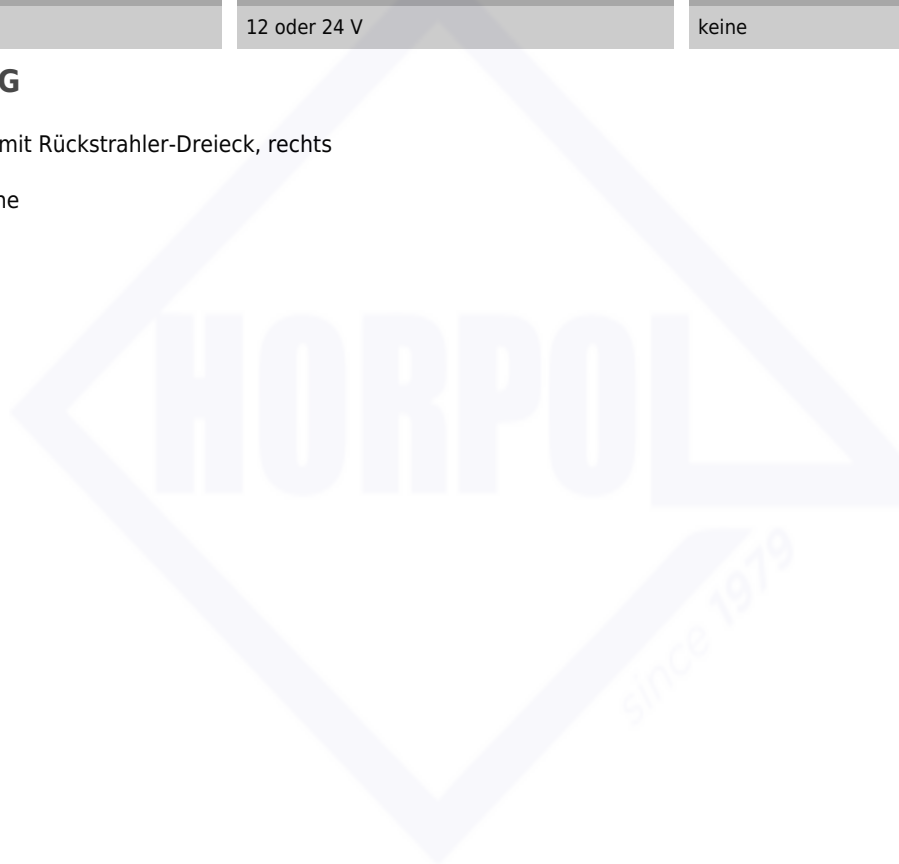 12 oder 24 V keine
G
mit Rückstrahler-Dreieck, rechts
ne
HORPOL
since 1979